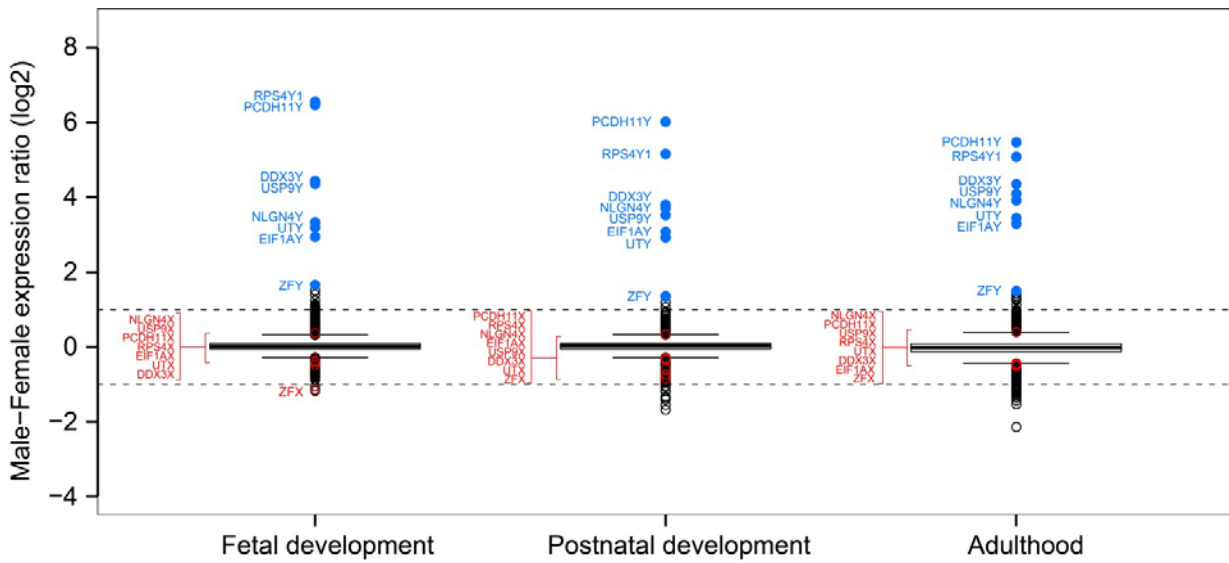 Male−Female expression ratio (log2)
8
6
4
2
0
−2
−4
RPS4Y1
PCDH11Y
DDX3Y
USP9Y
NLGN4Y
UTY
EIF1AY
ZFY
NLGN4X
USP9X
PCDH11X
RPS4X
EIF1AX
UTX
DDX3X
ZFX
PCDH11Y
RPS4Y1
DDX3Y
NLGN4Y
USP9Y
EIF1AY
UTY
ZFY
PCDH11X
RPS4X
NLGN4X
EIF1AX
USP9X
DDX3X
UTX
ZFX
PCDH11Y
RPS4Y1
DDX3Y
USP9Y
NLGN4Y
UTY
EIF1AY
ZFY
NLGN4X
PCDH11X
USP9X
RPS4X
UTX
DDX3X
EIF1AX
ZFX
Fetal development
Postnatal development
Adulthood